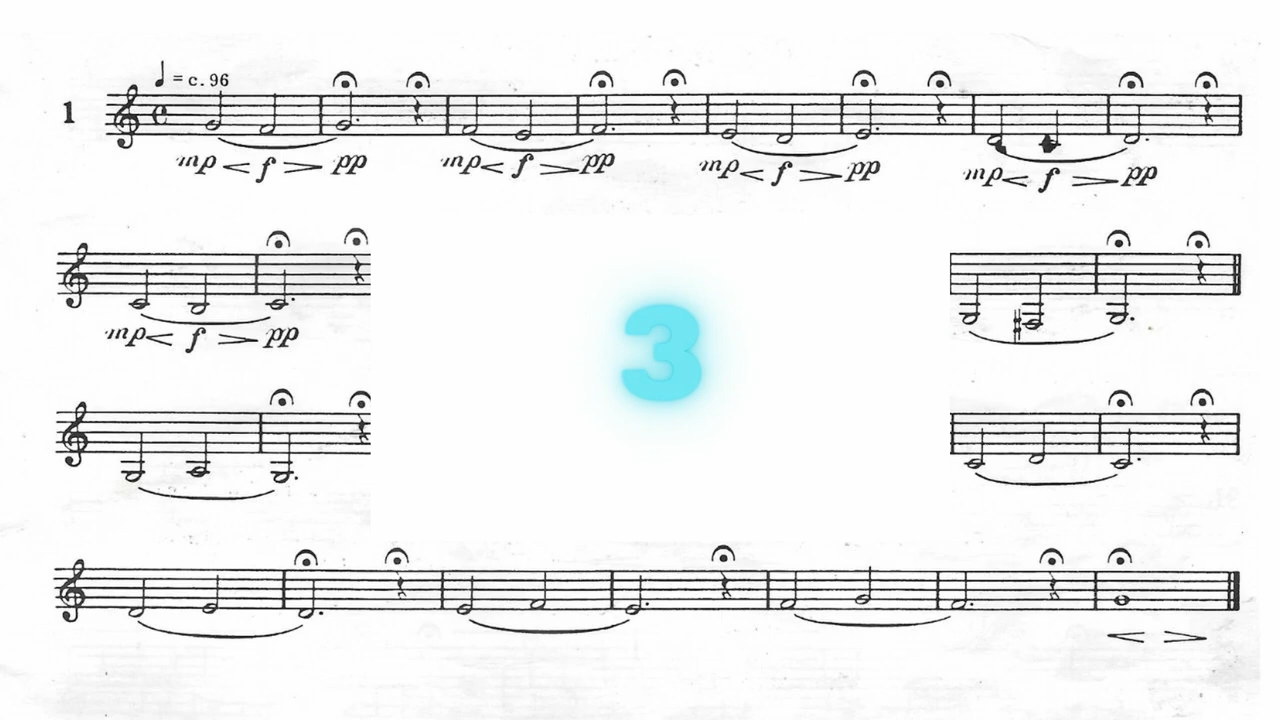 ♩ = c. 96
1
mp < f > pp mp < f > pp mp < f > pp mp < f > pp
mp < f > pp
3